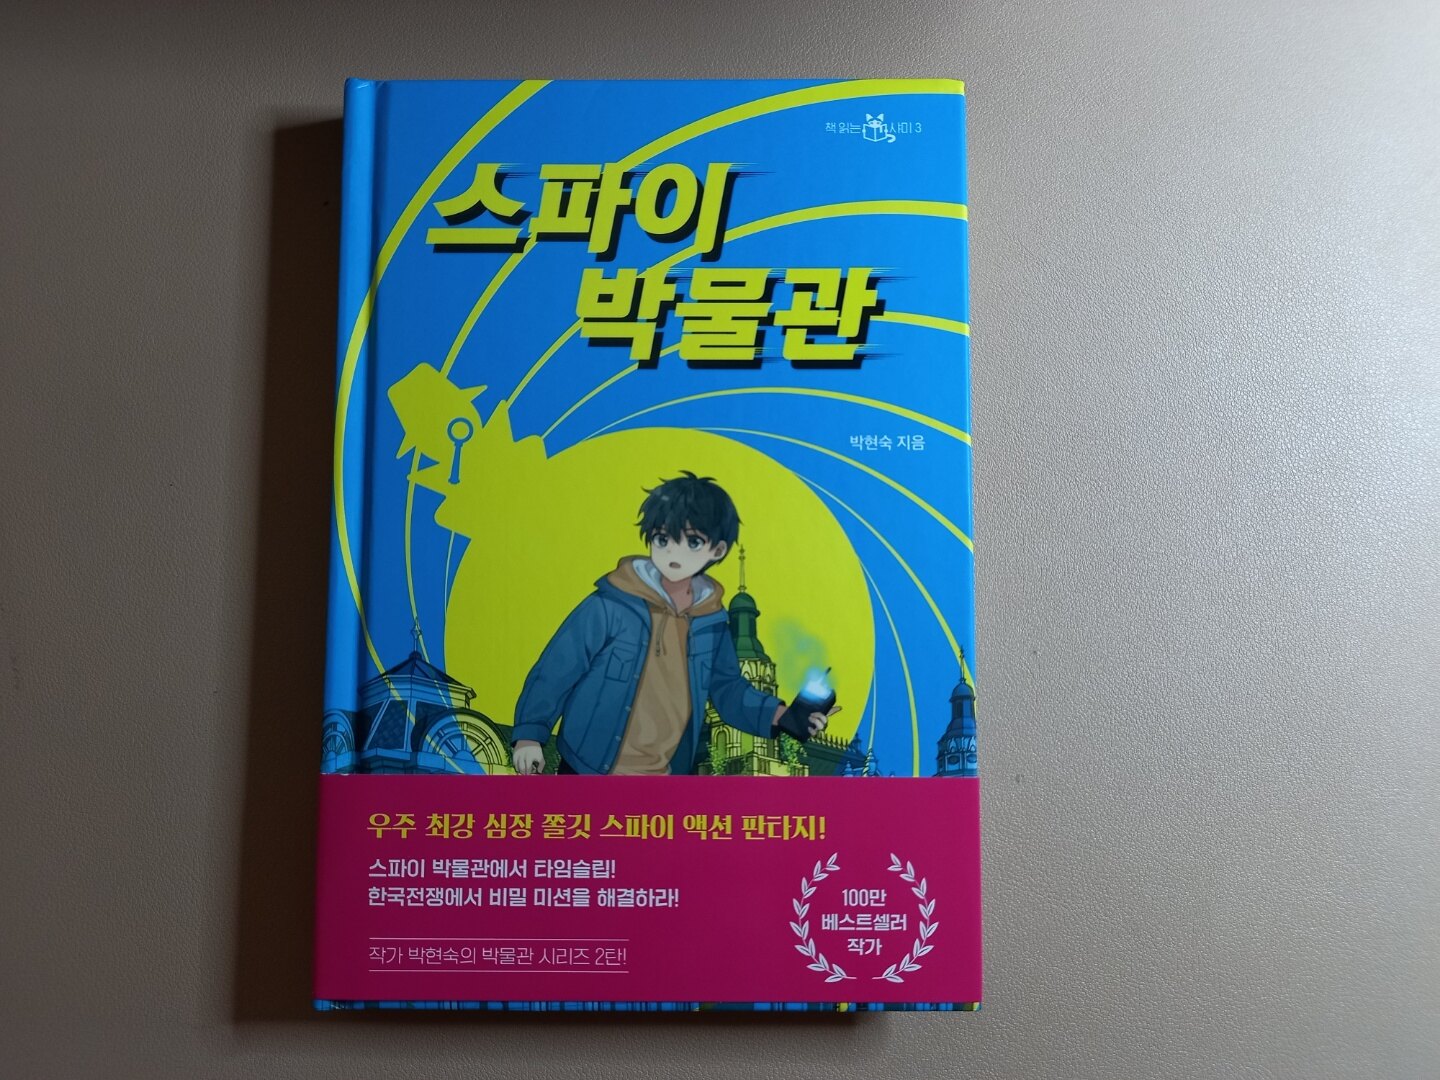 책 읽는 샤미 3
스파이
박물관
박현숙 지음
우주 최강 심장 쫄깃 스파이 액션 판타지!
스파이 박물관에서 타임슬립!
한국전쟁에서 비밀 미션을 해결하라!
작가 박현숙의 박물관 시리즈 2탄!
100만
베스트셀러
작가